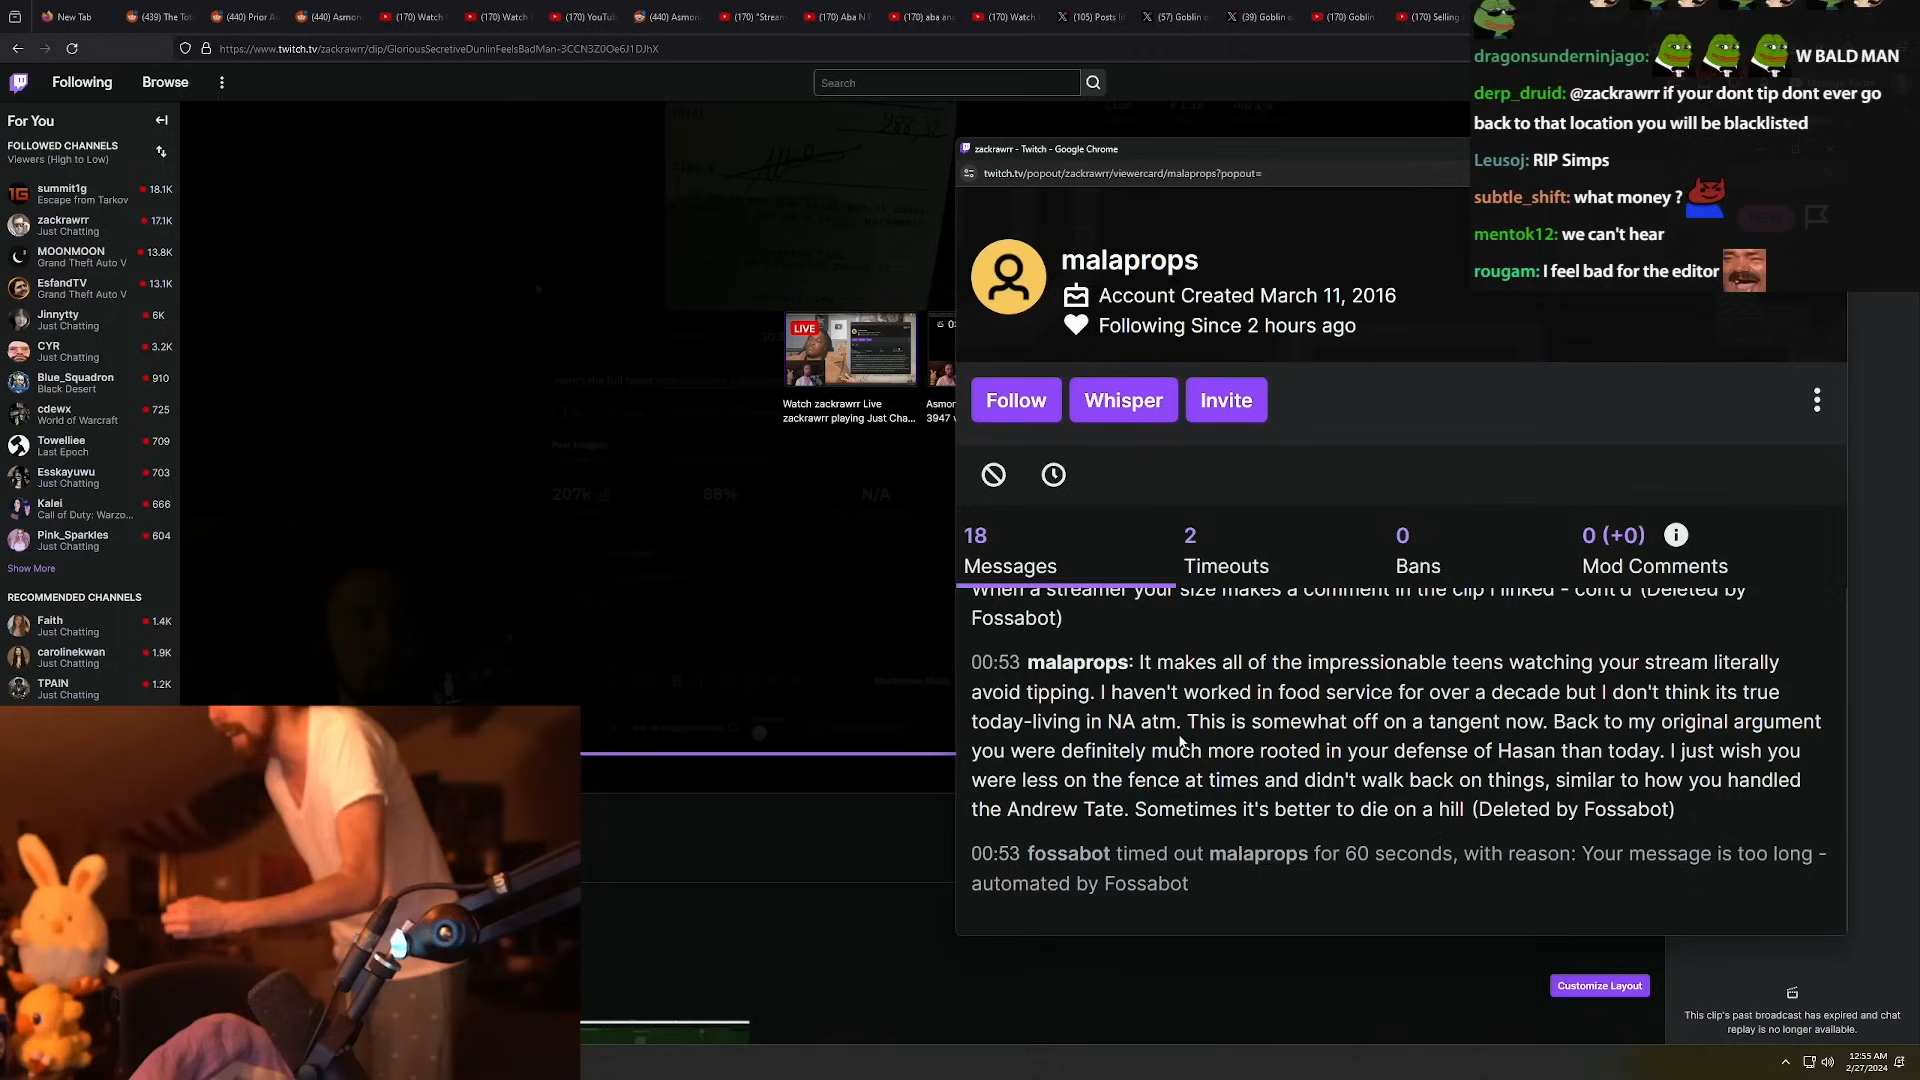 New Tab
(439) The Tot
(440) Prior Au
(440) Asmon
(170) Watch
(170) Watch
(170) YouTu
(440) Asmon
(170) "Stream
(170) Aba N P
(170) aba an
(170) Watch
(105) Posts li
(57) Goblin o
(39) Goblin o
(170) Goblin
(170) Selling
https://www.twitch.tv/zackrawrr/clip/GloriousSecretiveDunlinFeelsBadMan-3CCN3Z0Oe6J1DJhX
Following
Browse
Search
For You
FOLLOWED CHANNELS
Viewers (High to Low)
summit1g 18.1K
Escape from Tarkov
zackrawrr 17.1K
Just Chatting
MOONMOON 13.8K
Grand Theft Auto V
EsfandTV 13.1K
Grand Theft Auto V
Jinnytty 6K
Just Chatting
CYR 3.2K
Just Chatting
Blue_Squadron 910
Black Desert
cdewx 725
World of Warcraft
Towelliee 709
Last Epoch
Esskayuwu 703
Just Chatting
Kalei 666
Call of Duty: Warzo...
Pink_Sparkles 604
Just Chatting
Show More
RECOMMENDED CHANNELS
Faith 1.4K
Just Chatting
carolinekwan 1.9K
Just Chatting
TPAIN 1.2K
Just Chatting
207k
88%
N/A
LIVE
Watch zackrawrr Live
zackrawrr playing Just Cha...
Asmon
3947 v
zackrawrr - Twitch - Google Chrome
twitch.tv/popout/zackrawrr/viewercard/malaprops?popout=
malaprops
Account Created March 11, 2016
Following Since 2 hours ago
Follow
Whisper
Invite
18
Messages
2
Timeouts
0
Bans
0 (+0)
Mod Comments
When a streamer your size makes a comment in the clip I linked - cont'd (Deleted by
Fossabot)
00:53 malaprops: It makes all of the impressionable teens watching your stream literally
avoid tipping. I haven't worked in food service for over a decade but I don't think its true
today-living in NA atm. This is somewhat off on a tangent now. Back to my original argument
you were definitely much more rooted in your defense of Hasan than today. I just wish you
were less on the fence at times and didn't walk back on things, similar to how you handled
the Andrew Tate. Sometimes it's better to die on a hill (Deleted by Fossabot)
00:53 fossabot timed out malaprops for 60 seconds, with reason: Your message is too long -
automated by Fossabot
dragonsunderninjago: W BALD MAN
derp_druid: @zackrawrr if your dont tip dont ever go
back to that location you will be blacklisted
Leusoj: RIP Simps
subtle_shift: what money ?
mentok12: we can't hear
rougam: I feel bad for the editor
Customize Layout
This clip's past broadcast has expired and chat
replay is no longer available.
12:55 AM
2/27/2024